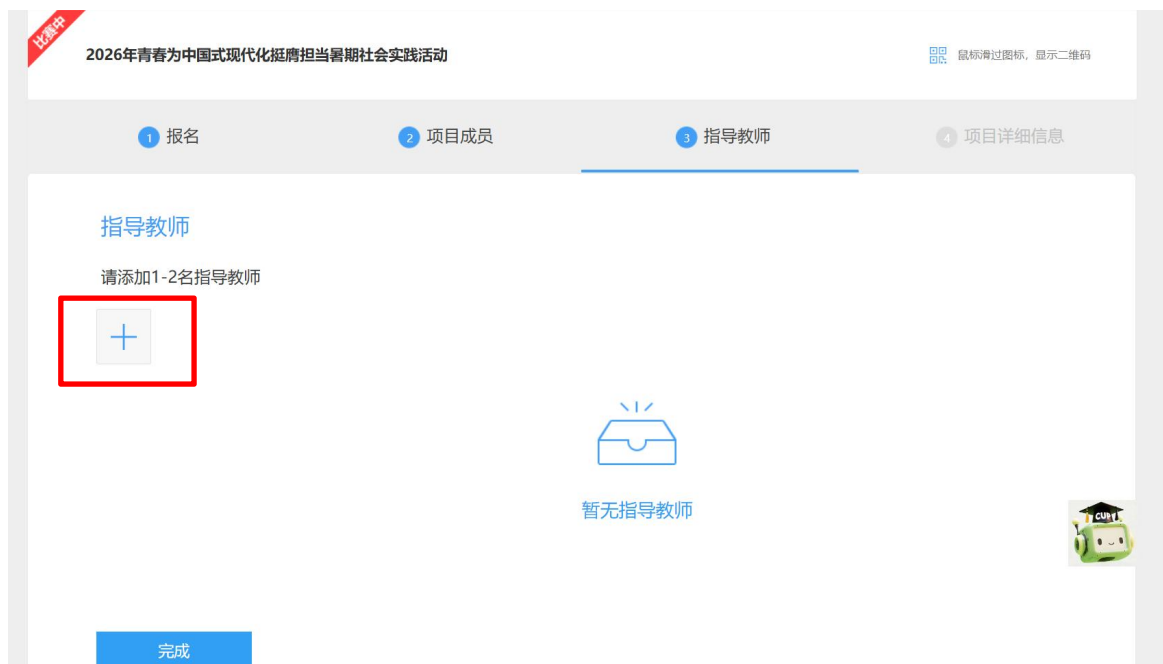 比赛中
2026年青春为中国式现代化挺膺担当暑期社会实践活动
鼠标滑过图标，显示二维码
1 报名
2 项目成员
3 指导教师
4 项目详细信息
指导教师
请添加1-2名指导教师
暂无指导教师
CUP
完成